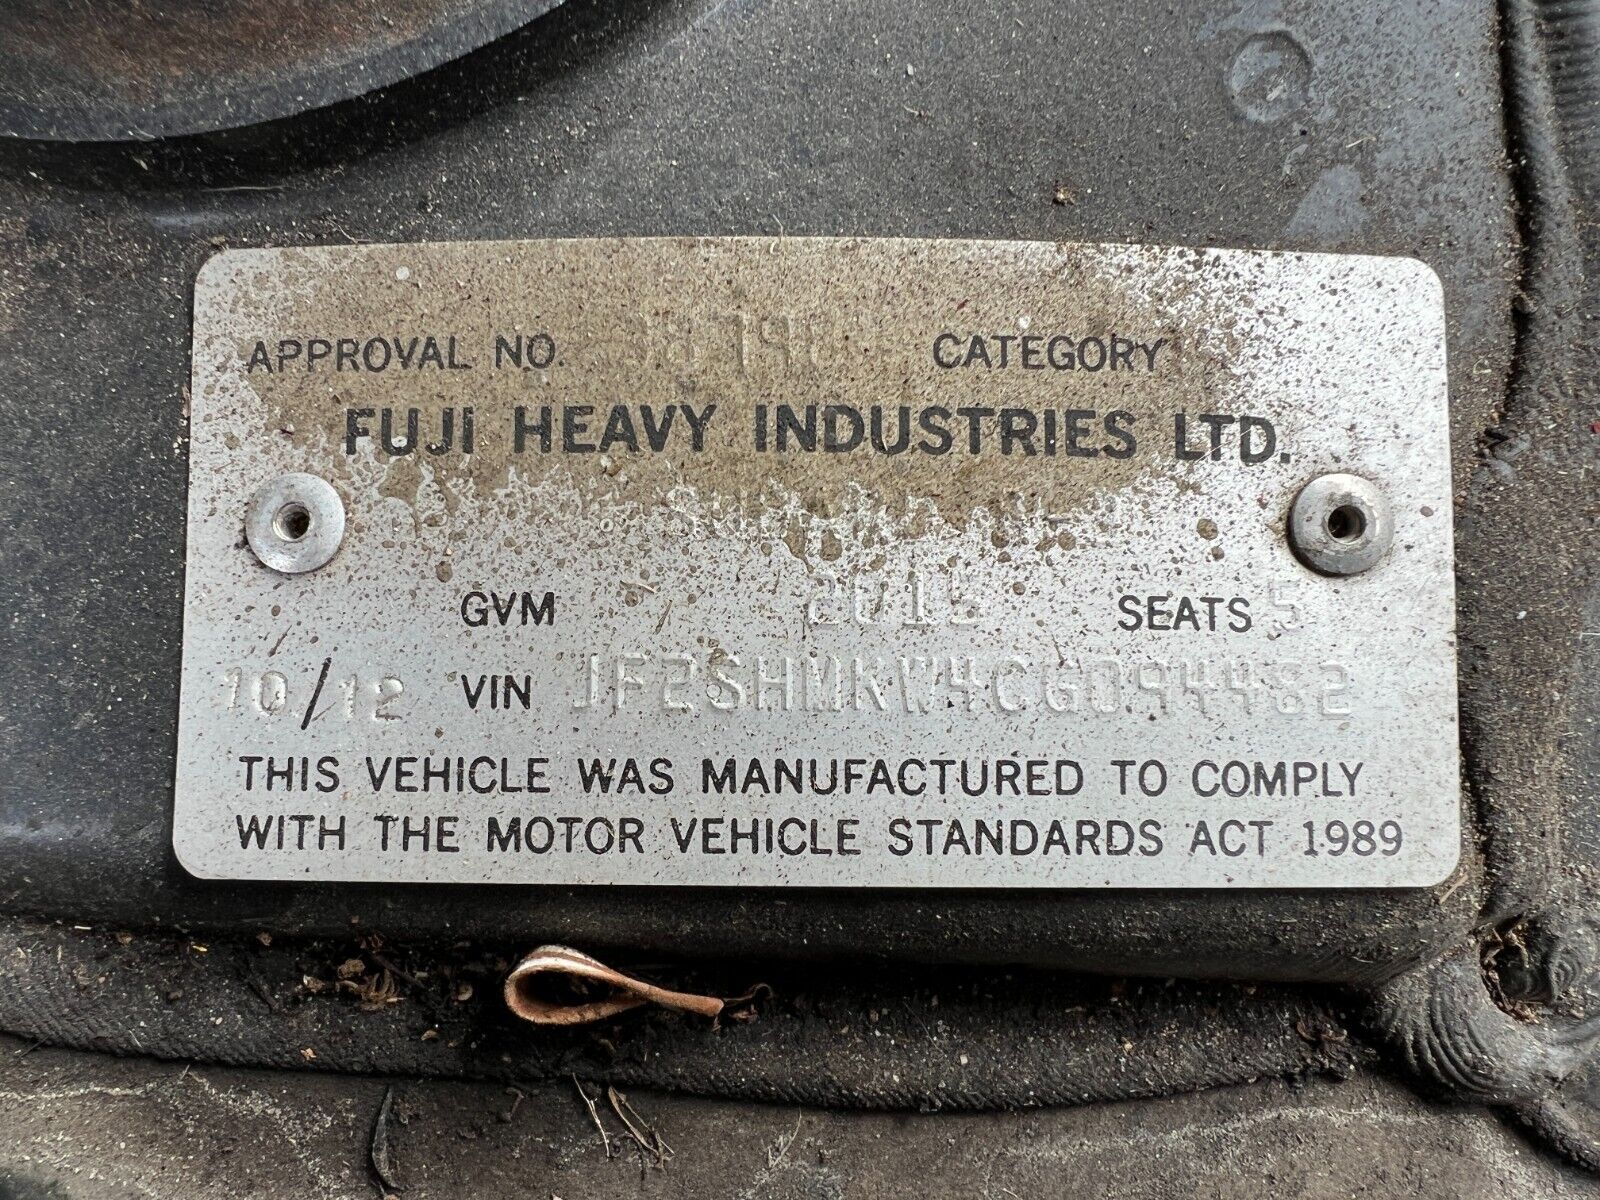 APPROVAL NO. CATEGORY
FUJI HEAVY INDUSTRIES LTD.
GVM 2015 SEATS 5
10/12 VIN JF2SHMKW4CG094482
THIS VEHICLE WAS MANUFACTURED TO COMPLY
WITH THE MOTOR VEHICLE STANDARDS ACT 1989